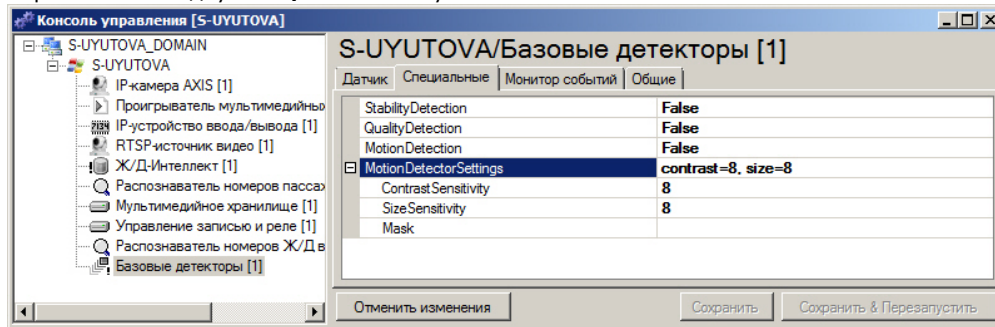 Консоль управления [S-UYUTOVA]
S-UYUTOVA_DOMAIN
S-UYUTOVA
IP-камера AXIS [1]
Проигрыватель мультимедийных
IP-устройство ввода/вывода [1]
RTSP-источник видео [1]
Ж/Д-Интеллект [1]
Распознаватель номеров пассаж
Мультимедийное хранилище [1]
Управление записью и реле [1]
Распознаватель номеров Ж/Д в
Базовые детекторы [1]
S-UYUTOVA/Базовые детекторы [1]
Датчик Специальные Монитор событий Общие
StabilityDetection False
QualityDetection False
MotionDetection False
MotionDetectorSettings contrast=8, size=8
ContrastSensitivity 8
SizeSensitivity 8
Mask
Отменить изменения Сохранить Сохранить & Перезапустить